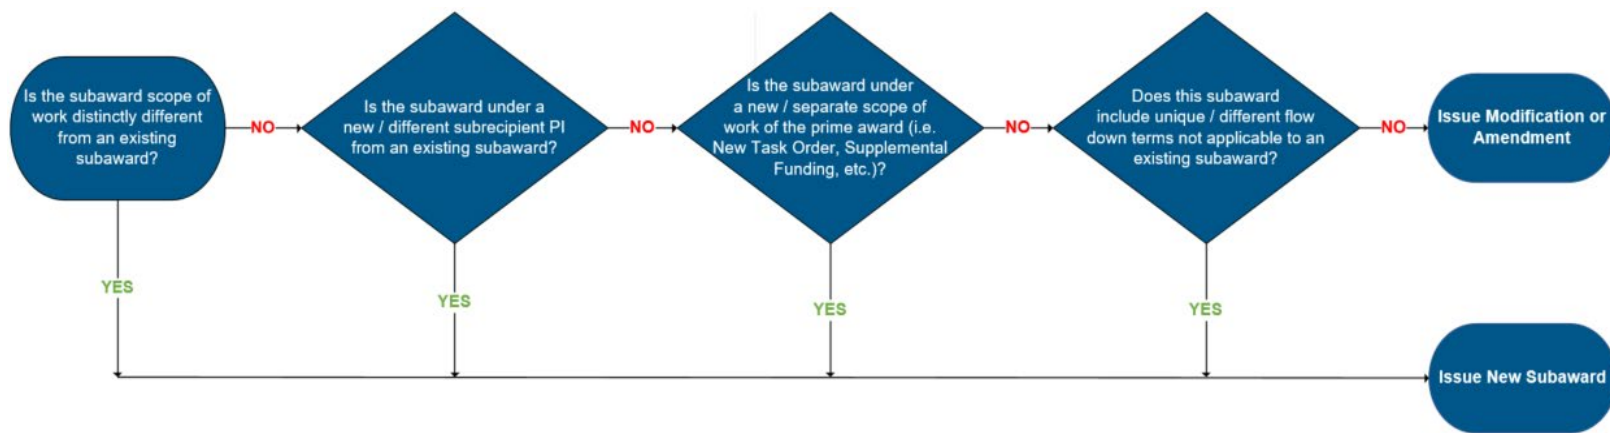 Is the subaward scope of
work distinctly different
from an existing
subaward?
NO
Is the subaward under a
new / different subrecipient PI
from an existing subaward?
NO
Is the subaward under
a new / separate scope of
work of the prime award (i.e.
New Task Order, Supplemental
Funding, etc.)?
NO
Does this subaward
include unique / different flow
down terms not applicable to an
existing subaward?
NO
Issue Modification or
Amendment
YES
YES
YES
YES
Issue New Subaward